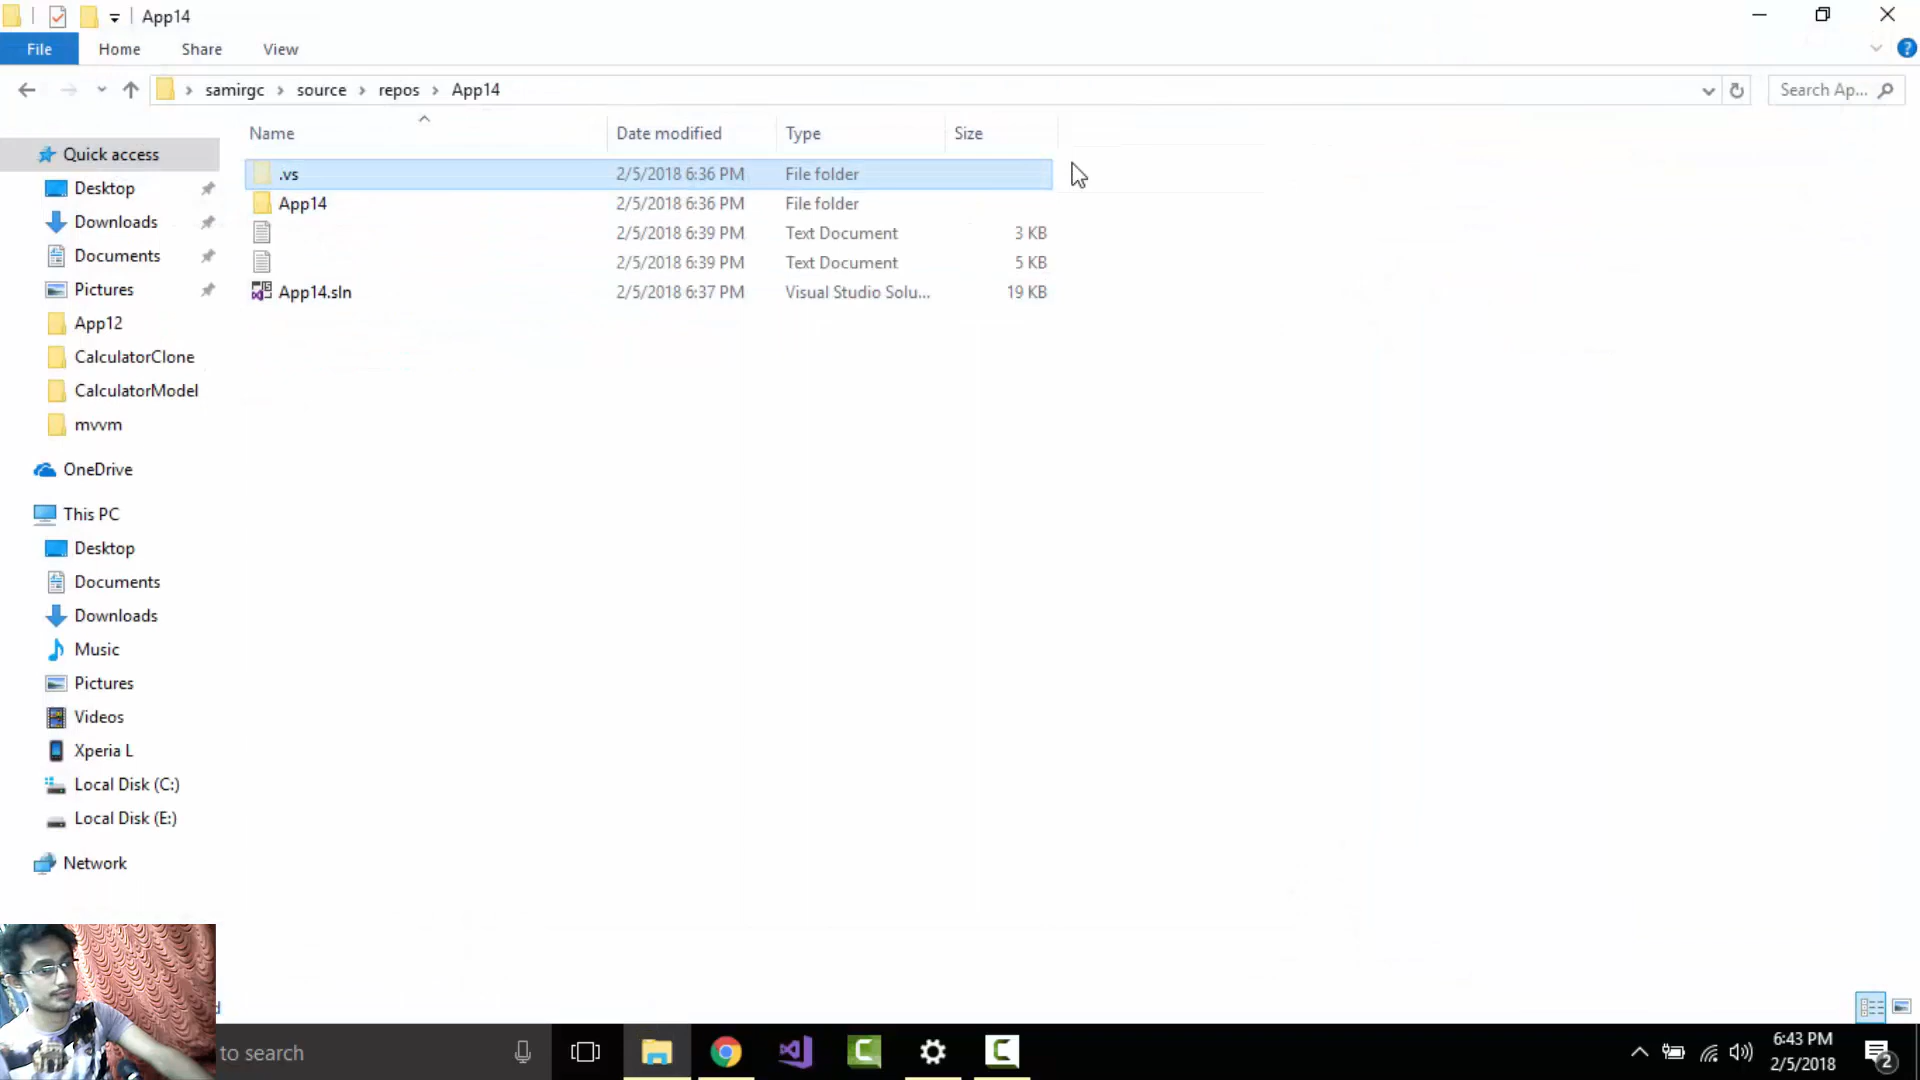 App14
File
Home
Share
View
samirgc
source
repos
App14
Search Ap...
Name
Date modified
Type
Size
Quick access
Desktop
Downloads
Documents
Pictures
App12
CalculatorClone
CalculatorModel
mvvm
OneDrive
This PC
Desktop
Documents
Downloads
Music
Pictures
Videos
Xperia L
Local Disk (C:)
Local Disk (E:)
Network
.vs 2/5/2018 6:36 PM File folder
App14 2/5/2018 6:36 PM File folder
2/5/2018 6:39 PM Text Document 3 KB
2/5/2018 6:39 PM Text Document 5 KB
App14.sln 2/5/2018 6:37 PM Visual Studio Solu... 19 KB
to search
6:43 PM
2/5/2018
2